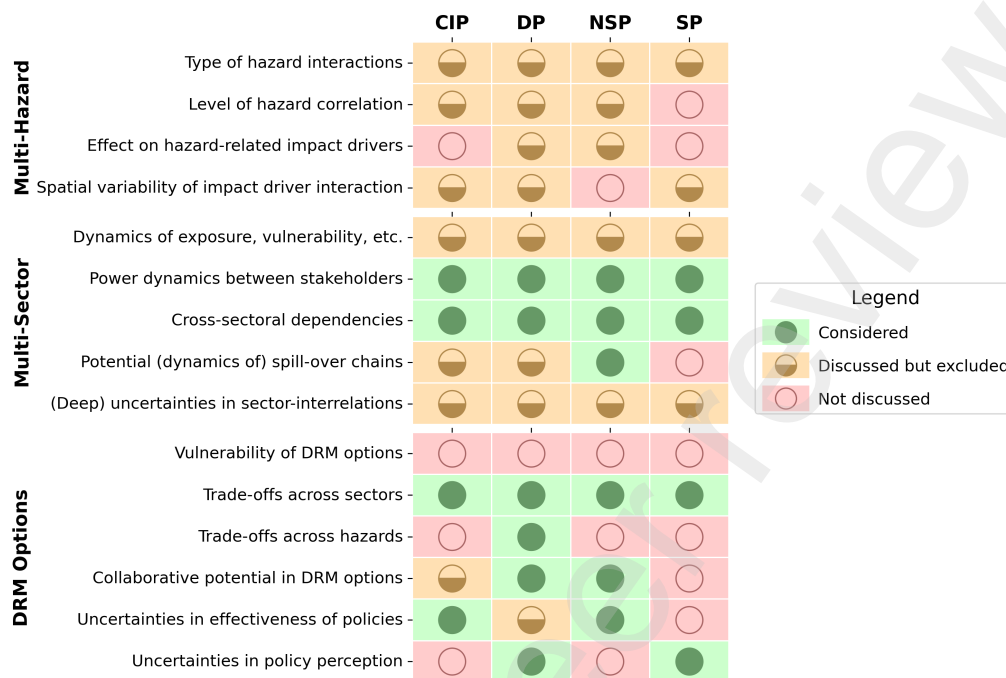 CIP DP NSP SP
Multi-Hazard
Type of hazard interactions
Level of hazard correlation
Effect on hazard-related impact drivers
Spatial variability of impact driver interaction
Multi-Sector
Dynamics of exposure, vulnerability, etc.
Power dynamics between stakeholders
Cross-sectoral dependencies
Potential (dynamics of) spill-over chains
(Deep) uncertainties in sector-interrelations
DRM Options
Vulnerability of DRM options
Trade-offs across sectors
Trade-offs across hazards
Collaborative potential in DRM options
Uncertainties in effectiveness of policies
Uncertainties in policy perception
Legend
Considered
Discussed but excluded
Not discussed
review